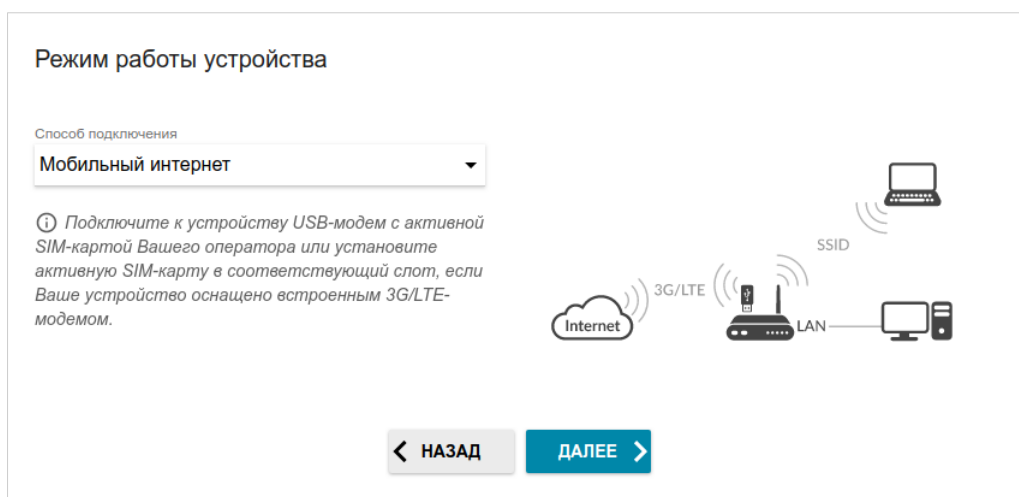 Режим работы устройства
Способ подключения
Мобильный интернет
Подключите к устройству USB-модем с активной
SIM-картой Вашего оператора или установите
активную SIM-карту в соответствующий слот, если
Ваше устройство оснащено встроенным 3G/LTE-
модемом.
SSID
3G/LTE
Internet
LAN
НАЗАД
ДАЛЕЕ